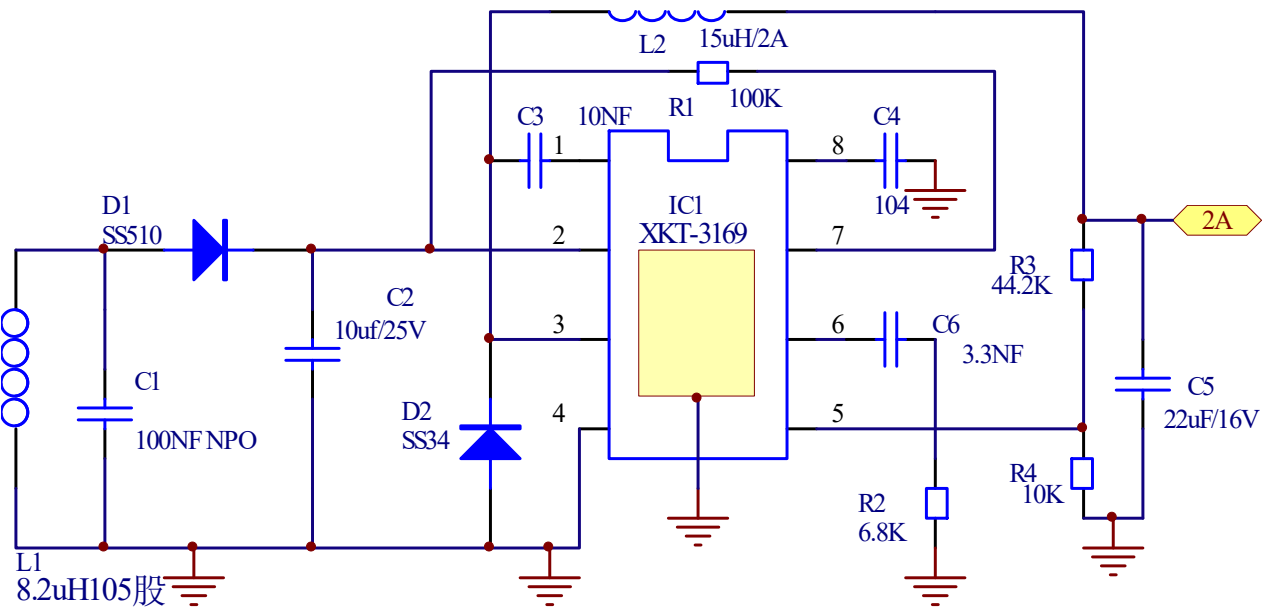 L2
15uH/2A
R1
100K
C3
10NF
1
8
C4
104
D1
SS510
2
IC1
XKT-3169
7
2A
R3
44.2K
C2
10uf/25V
3
6
C6
3.3NF
C1
100NF NPO
D2
SS34
4
5
C5
22uF/16V
R4
10K
R2
6.8K
L1
8.2uH105股